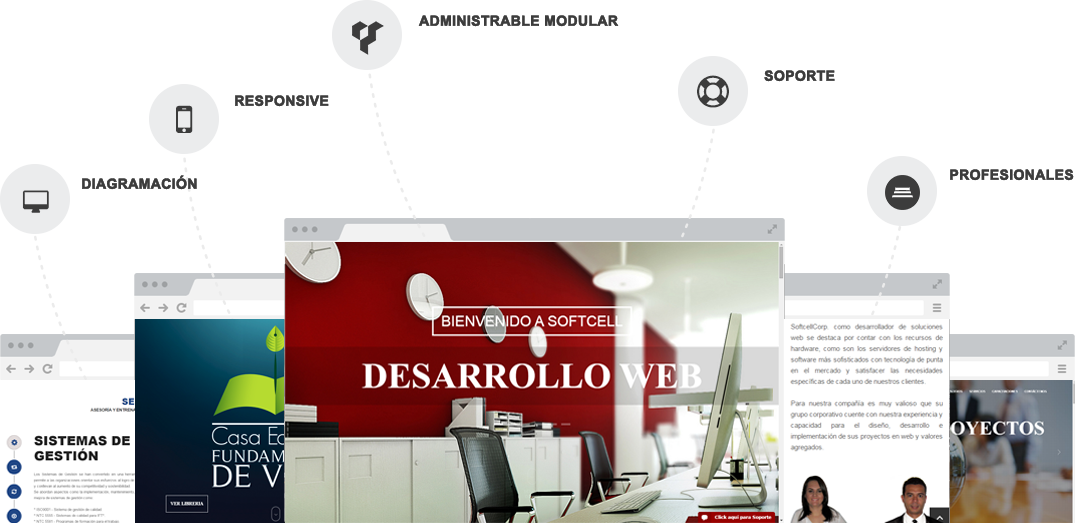 ADMINISTRABLE MODULAR
SOPORTE
RESPONSIVE
PROFESIONALES
DIAGRAMACIÓN
BIENVENIDO A SOFTCELL
DESARROLLO WEB
Click aquí para Soporte
SoftcellCorp. como desarrollador de soluciones
web se destaca por contar con los recursos de
hardware, como son los servidores de hosting y
software más sofisticados con tecnología de punta
en el mercado y satisfacer las necesidades
específicas de cada uno de nuestros clientes.
Para nuestra compañía es muy valioso que su
grupo corporativo cuente con nuestra experiencia y
capacidad para el diseño, desarrollo e
implementación de sus proyectos en web y valores
agregados.
Casa Ed
FUNDAM
DE V
VER LIBRERIA
SE
ASESORÍA Y ENTRENA
SISTEMAS DE
GESTIÓN
OYECTOS